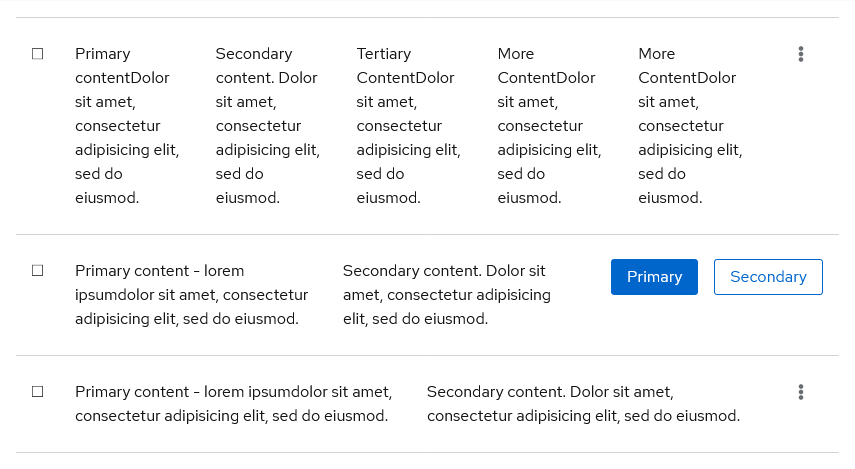 Primary
contentDolor
sit amet,
consectetur
adipisicing elit,
sed do
eiusmod.
Secondary
content. Dolor
sit amet,
consectetur
adipisicing elit,
sed do
eiusmod.
Tertiary
ContentDolor
sit amet,
consectetur
adipisicing elit,
sed do
eiusmod.
More
ContentDolor
sit amet,
consectetur
adipisicing elit,
sed do
eiusmod.
More
ContentDolor
sit amet,
consectetur
adipisicing elit,
sed do
eiusmod.
Primary content - lorem
ipsumdolor sit amet, consectetur
adipisicing elit, sed do eiusmod.
Secondary content. Dolor sit
amet, consectetur adipisicing
elit, sed do eiusmod.
Primary
Secondary
Primary content - lorem ipsumdolor sit amet,
consectetur adipisicing elit, sed do eiusmod.
Secondary content. Dolor sit amet,
consectetur adipisicing elit, sed do eiusmod.